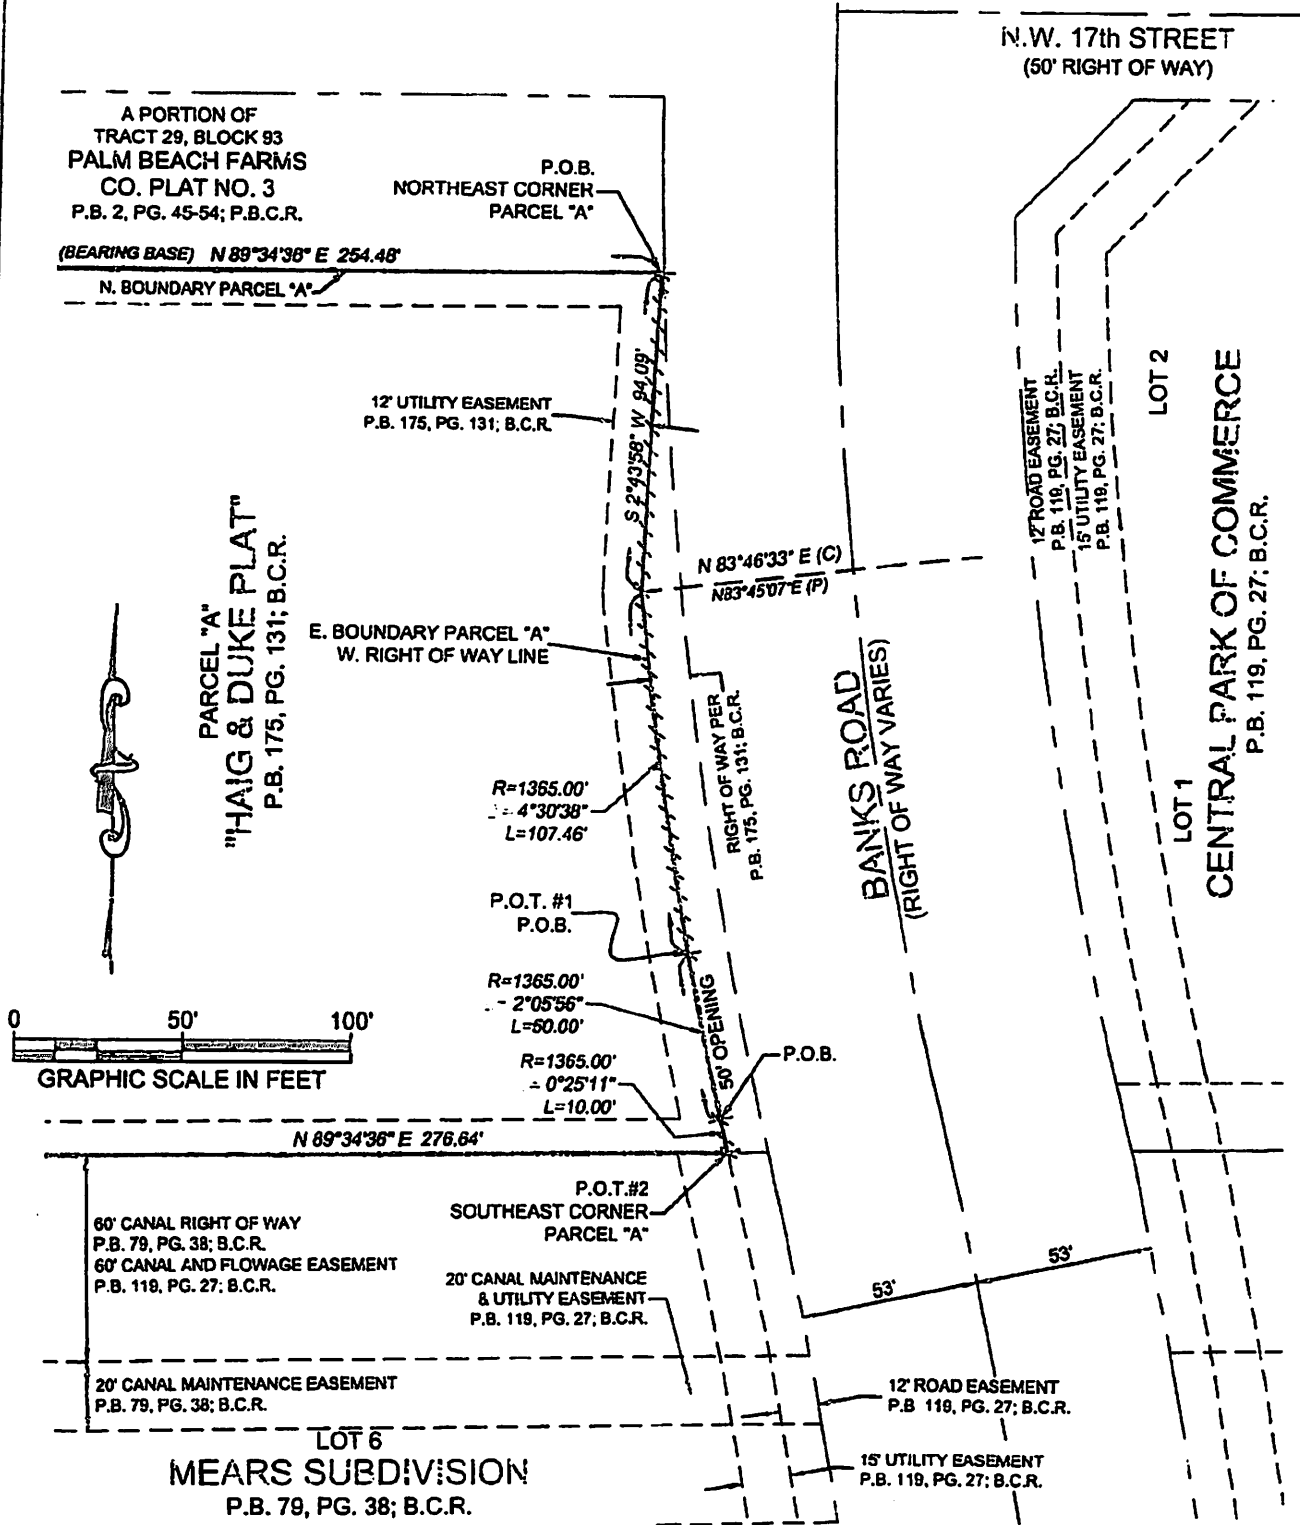 N.W. 17th STREET
(50' RIGHT OF WAY)
A PORTION OF
TRACT 29, BLOCK 93
PALM BEACH FARMS
CO. PLAT NO. 3
P.B. 2, PG. 45-54; P.B.C.R.
P.O.B.
NORTHEAST CORNER
PARCEL "A"
(BEARING BASE) N 89°34'36" E 254.48'
N. BOUNDARY PARCEL "A"
12' UTILITY EASEMENT
P.B. 175, PG. 131; B.C.R.
S 2°43'58" W 94.09'
12' ROAD EASEMENT
P.B. 119, PG. 27; B.C.R.
15' UTILITY EASEMENT
P.B. 119, PG. 27; B.C.R.
LOT 2
CENTRAL PARK OF COMMERCE
P.B. 119, PG. 27; B.C.R.
LOT 1
N 83°46'33" E (C)
N83°45'07"E (P)
PARCEL "A"
"HAIG & DUKE PLAT"
P.B. 175, PG. 131; B.C.R.
E. BOUNDARY PARCEL "A"
W. RIGHT OF WAY LINE
RIGHT OF WAY PER
P.B. 175, PG. 131; B.C.R.
BANKS ROAD
(RIGHT OF WAY VARIES)
R=1365.00'
= 4°30'38"
L=107.46'
P.O.T. #1
P.O.B.
R=1365.00'
- 2°05'56"
L=50.00'
50' OPENING
P.O.B.
R=1365.00'
= 0°25'11"
L=10.00'
0 50' 100'
GRAPHIC SCALE IN FEET
N 89°34'36" E 276.64'
P.O.T.#2
SOUTHEAST CORNER
PARCEL "A"
60' CANAL RIGHT OF WAY
P.B. 79, PG. 38; B.C.R.
60' CANAL AND FLOWAGE EASEMENT
P.B. 119, PG. 27; B.C.R.
20' CANAL MAINTENANCE
& UTILITY EASEMENT
P.B. 119, PG. 27; B.C.R.
53'
53'
20' CANAL MAINTENANCE EASEMENT
P.B. 79, PG. 38; B.C.R.
12' ROAD EASEMENT
P.B 119, PG. 27; B.C.R.
LOT 6
MEARS SUBDIVISION
P.B. 79, PG. 38; B.C.R.
15' UTILITY EASEMENT
P.B. 119, PG. 27; B.C.R.